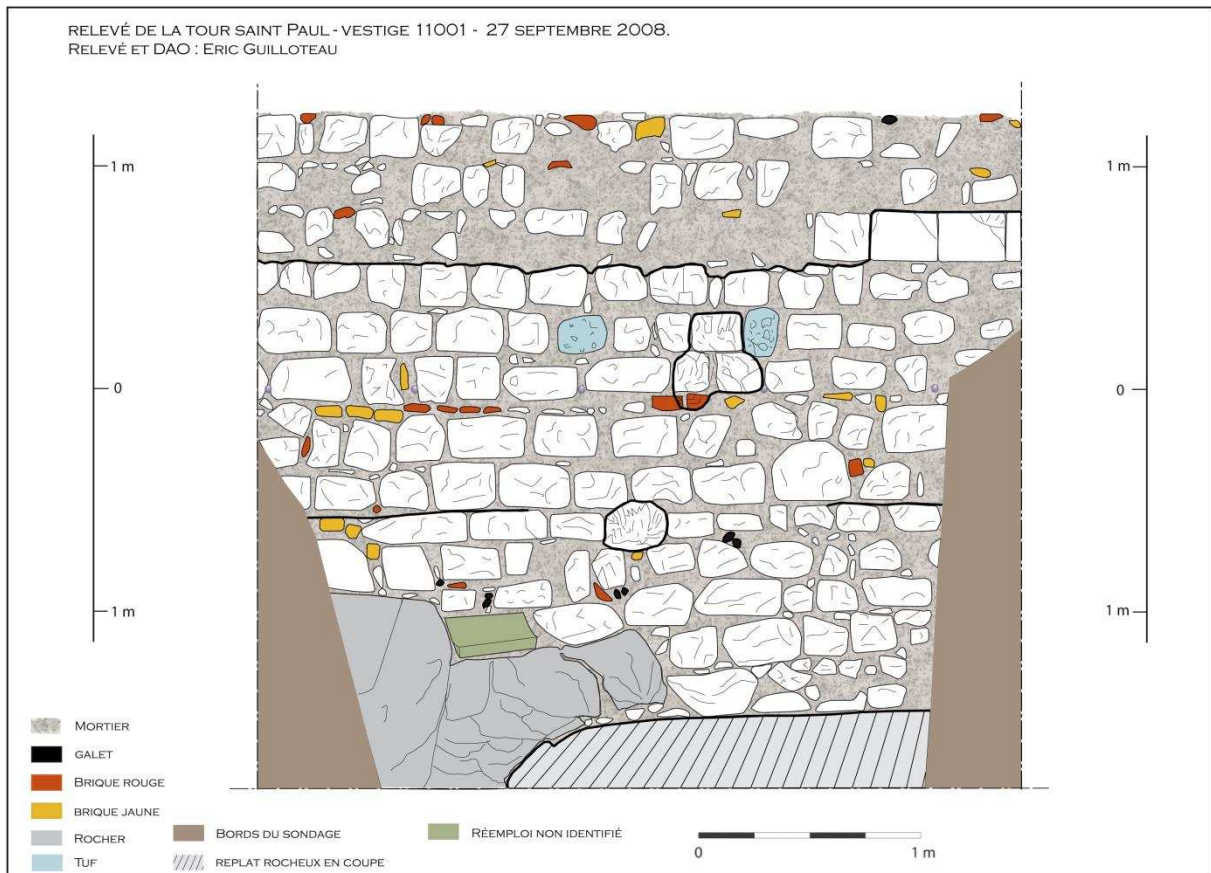 RELEVÉ DE LA TOUR SAINT PAUL - VESTIGE 11001 - 27 SEPTEMBRE 2008.
RELEVÉ ET DAO : ERIC GUILLOTEAU
1 m
1 m
0
0
1 m
1 m
MORTIER
GALET
BRIQUE ROUGE
BRIQUE JAUNE
ROCHER
BORDS DU SONDAGE
RÉEMPLOI NON IDENTIFIÉ
TUF
REPLAT ROCHEUX EN COUPE
0
1 m